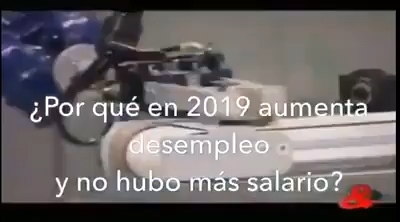 ¿Por qué en 2019 aumenta
desempleo
y no hubo más salario?